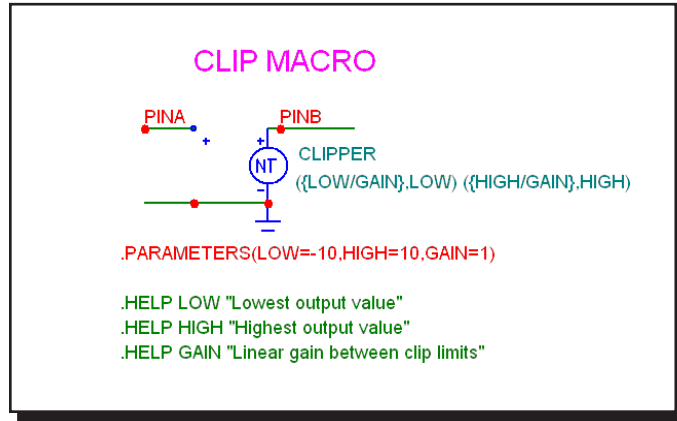 CLIP MACRO
PINA
PINB
+
+
NT
-
CLIPPER
({LOW/GAIN},LOW) ({HIGH/GAIN},HIGH)
.PARAMETERS(LOW=-10,HIGH=10,GAIN=1)
.HELP LOW "Lowest output value"
.HELP HIGH "Highest output value"
.HELP GAIN "Linear gain between clip limits"